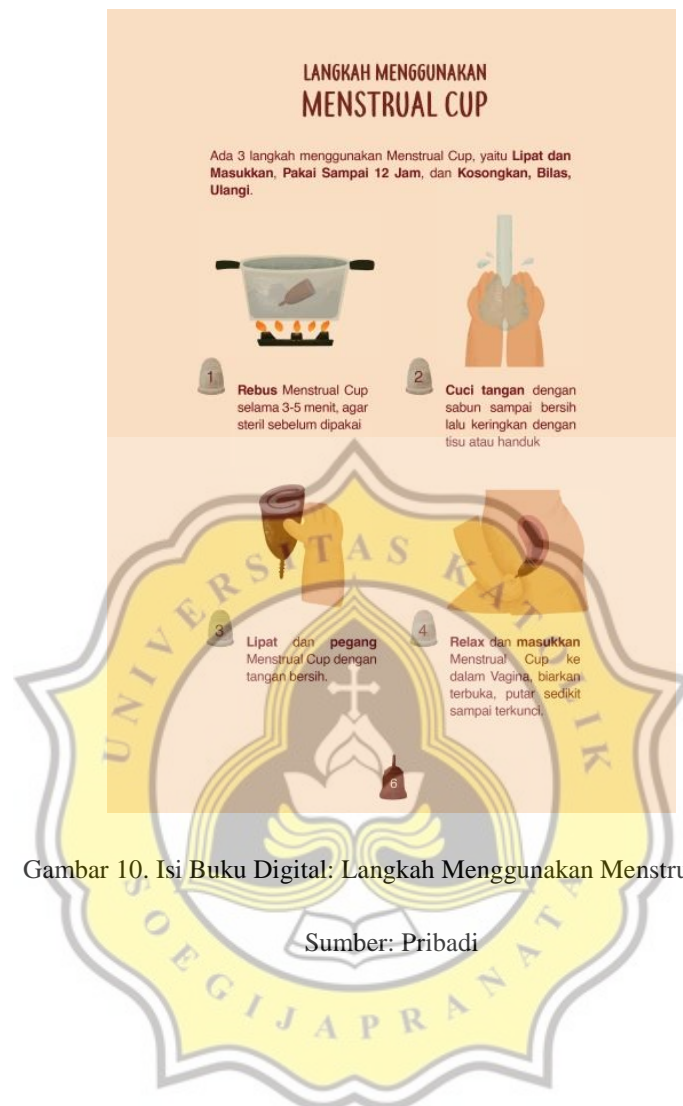 LANGKAH MENGGUNAKAN
MENSTRUAL CUP
Ada 3 langkah menggunakan Menstrual Cup, yaitu Lipat dan
Masukkan, Pakai Sampai 12 Jam, dan Kosongkan, Bilas,
Ulangi.
1
Rebus Menstrual Cup
selama 3-5 menit, agar
steril sebelum dipakai
2
Cuci tangan dengan
sabun sampai bersih
lalu keringkan dengan
tisu atau handuk
3
Lipat dan pegang
Menstrual Cup dengan
tangan bersih.
4
Relax dan masukkan
Menstrual Cup ke
dalam Vagina, biarkan
terbuka, putar sedikit
sampai terkunci.
6
Gambar 10. Isi Buku Digital: Langkah Menggunakan Menstru
Sumber: Pribadi
UNIVERSITAS KATOLIK
SOEGIJAPRANATA